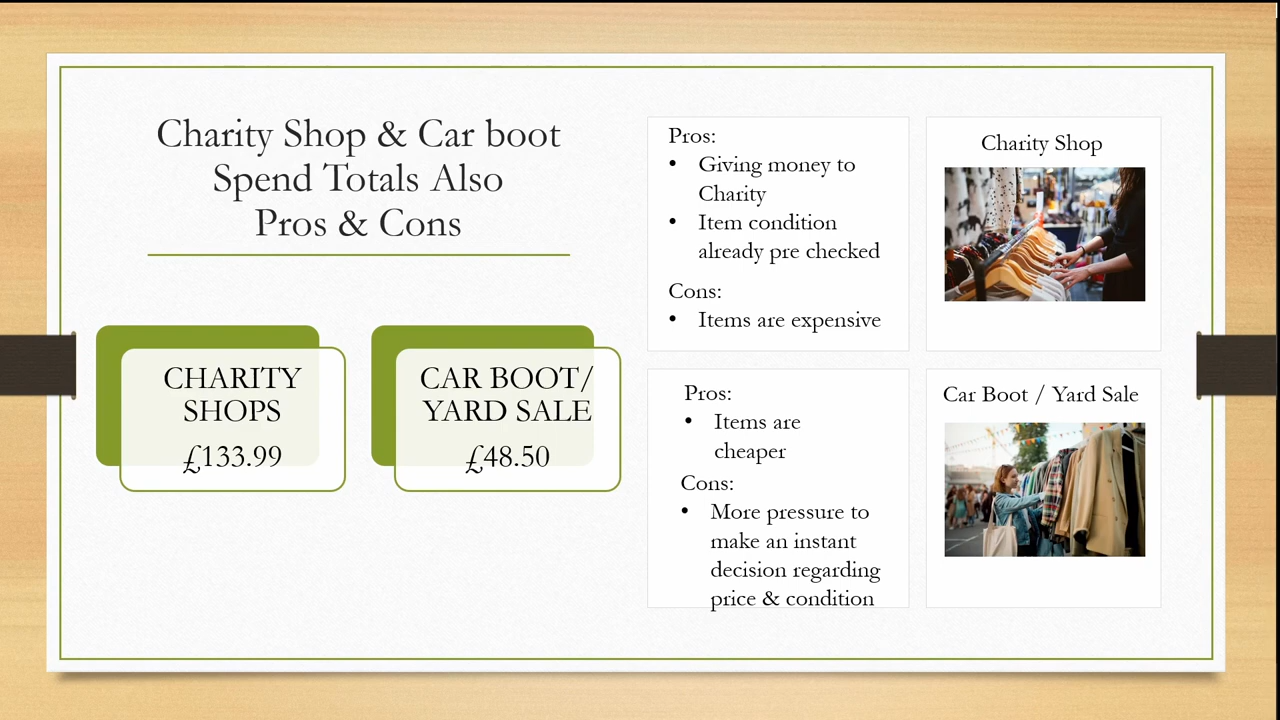 Charity Shop & Car boot
Spend Totals Also
Pros & Cons
CHARITY
SHOPS
£133.99
CAR BOOT/
YARD SALE
£48.50
Pros:
• Giving money to
Charity
• Item condition
already pre checked
Cons:
• Items are expensive
Charity Shop
Pros:
• Items are
cheaper
Cons:
• More pressure to
make an instant
decision regarding
price & condition
Car Boot / Yard Sale